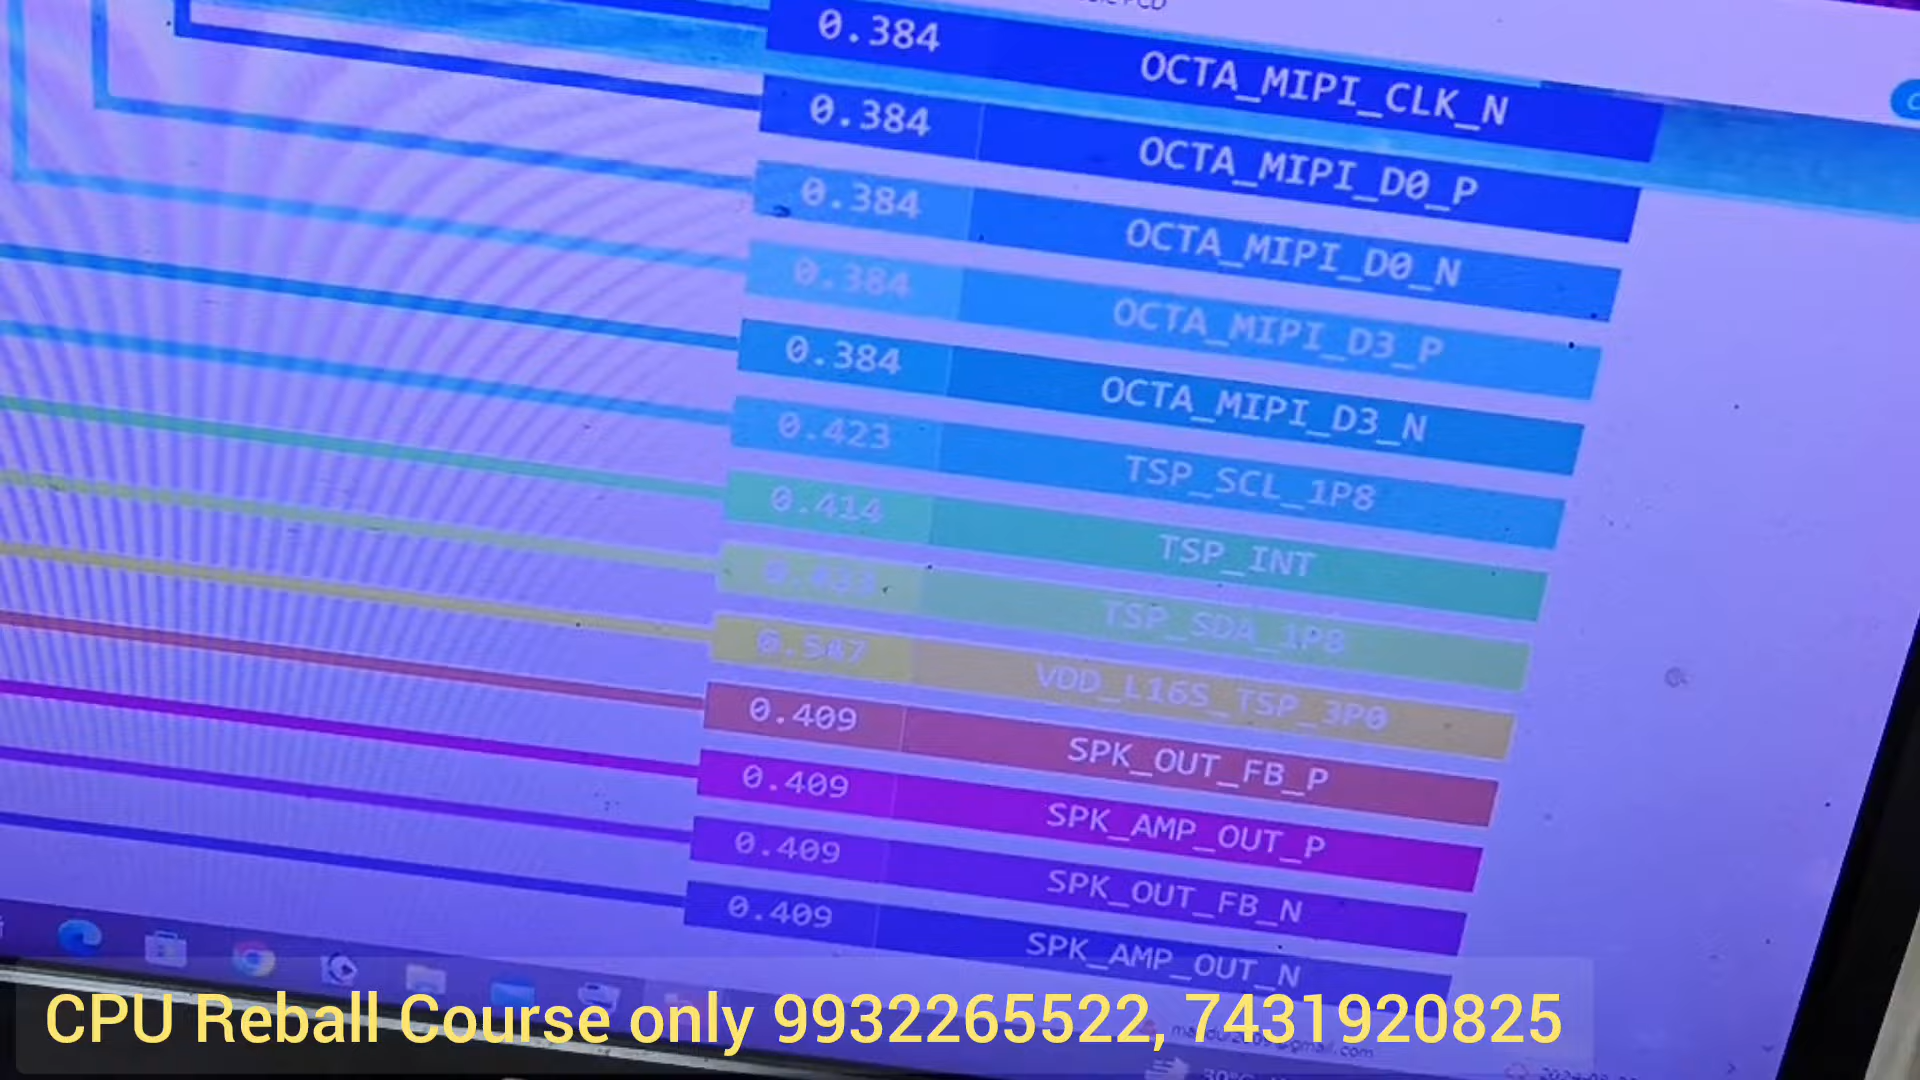 0.384 OCTA_MIPI_CLK_N
0.384 OCTA_MIPI_D0_P
0.384 OCTA_MIPI_D0_N
0.384 OCTA_MIPI_D3_P
0.384 OCTA_MIPI_D3_N
0.423 TSP_SCL_1P8
0.414 TSP_INT
TSP_SDA_1P8
0.547 VDD_L16S_TSP_3P0
0.409 SPK_OUT_FB_P
0.409 SPK_AMP_OUT_P
0.409 SPK_OUT_FB_N
0.409 SPK_AMP_OUT_N
CPU Reball Course only 9932265522, 7431920825